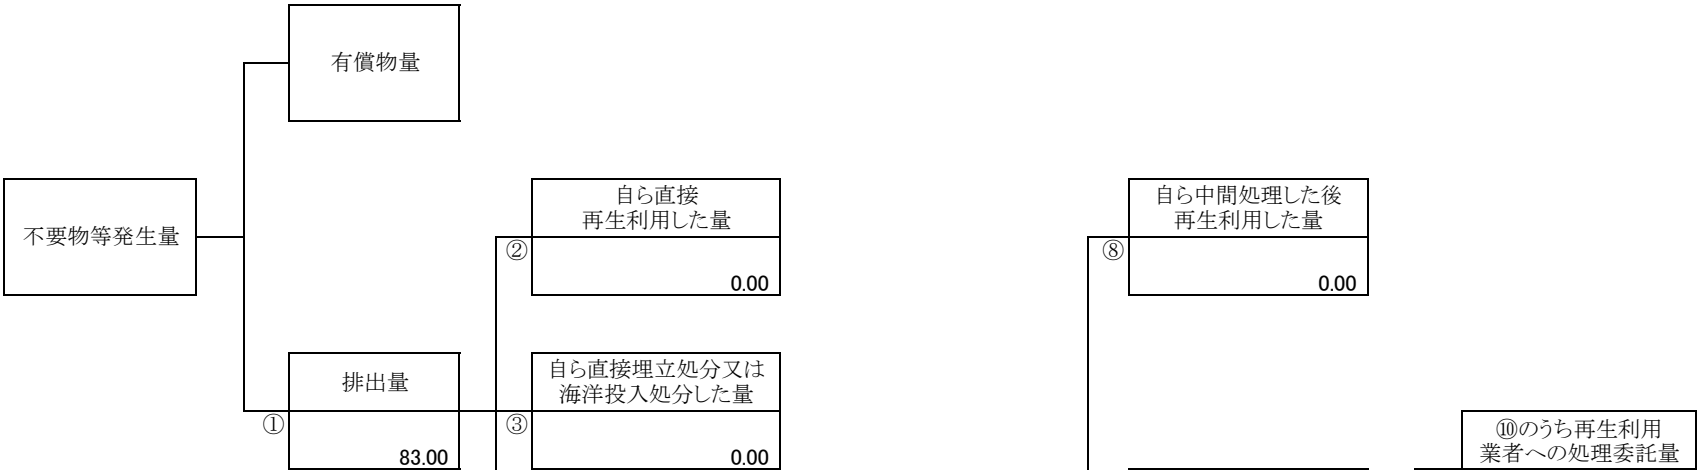 有償物量
不要物等発生量
自ら直接
再生利用した量
②
0.00
自ら中間処理した後
再生利用した量
⑧
0.00
排出量
①
83.00
自ら直接埋立処分又は
海洋投入処分した量
③
0.00
⑩のうち再生利用
業者への処理委託量